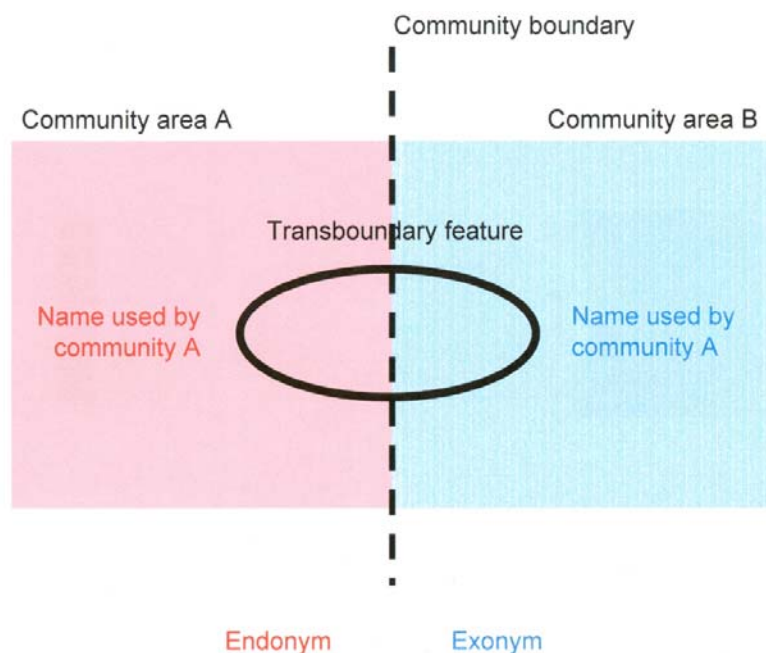 Community boundary
Community area A
Community area B
Transboundary feature
Name used by
community A
Name used by
community A
Endonym
Exonym